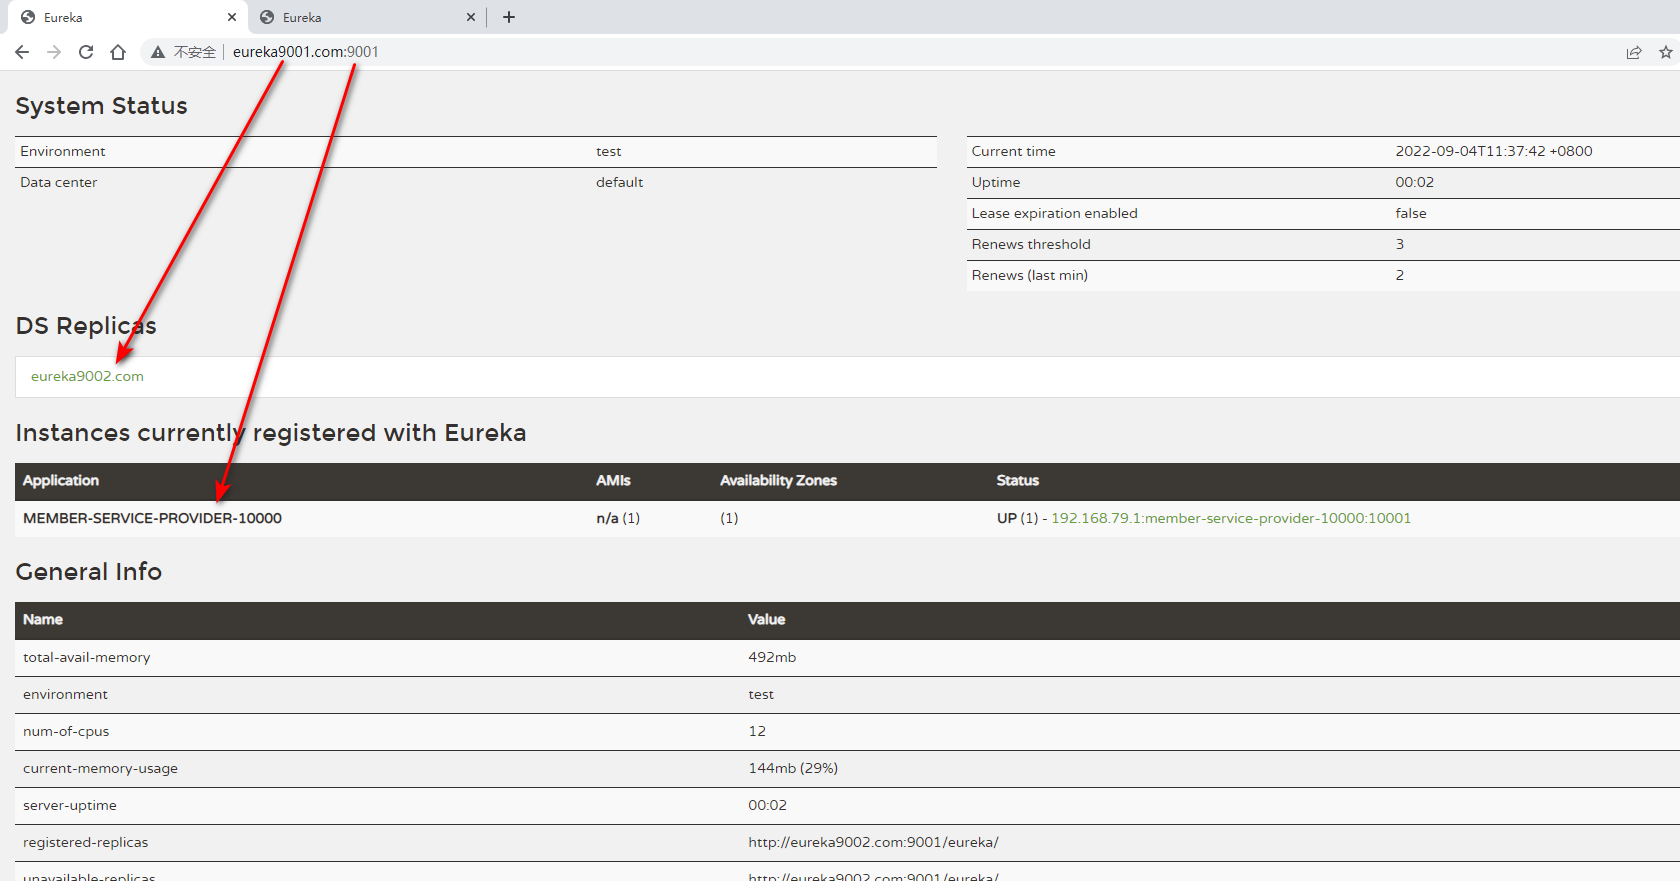 Eureka
Eureka
不安全 eureka9001.com:9001
System Status
Environment test
Data center default
Current time 2022-09-04T11:37:42 +0800
Uptime 00:02
Lease expiration enabled false
Renews threshold 3
Renews (last min) 2
DS Replicas
eureka9002.com
Instances currently registered with Eureka
Application AMIs Availability Zones Status
MEMBER-SERVICE-PROVIDER-10000 n/a (1) (1) UP (1) - 192.168.79.1:member-service-provider-10000:10001
General Info
Name Value
total-avail-memory 492mb
environment test
num-of-cpus 12
current-memory-usage 144mb (29%)
server-uptime 00:02
registered-replicas http://eureka9002.com:9001/eureka/
unavailable-replicas http://eureka9002.com:9001/eureka/